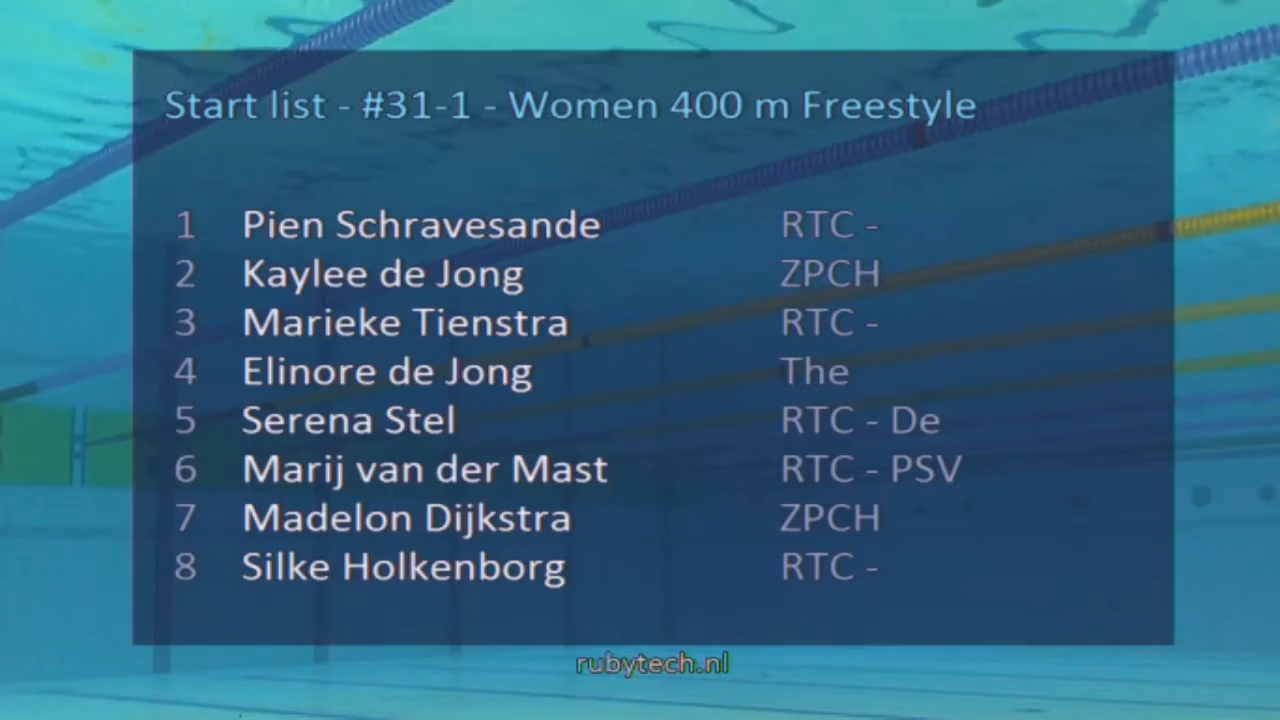 Start list - #31-1 - Women 400 m Freestyle
1 Pien Schravesande RTC -
2 Kaylee de Jong ZPCH
3 Marieke Tienstra RTC -
4 Elinore de Jong The
5 Serena Stel RTC - De
6 Marij van der Mast RTC - PSV
7 Madelon Dijkstra ZPCH
8 Silke Holkenborg RTC -
rubytech.nl